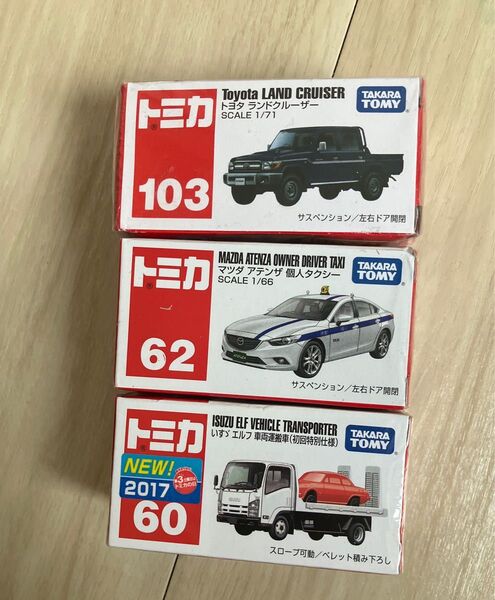 トミカ
103
Toyota LAND CRUISER
トヨタ ランドクルーザー
SCALE 1/71
TAKARA TOMY
サスペンション／左右ドア開閉
トミカ
62
MAZDA ATENZA OWNER DRIVER TAXI
マツダ アテンザ 個人タクシー
SCALE 1/66
TAKARA TOMY
サスペンション／左右ドア開閉
トミカ
NEW!
2017
60
ISUZU ELF VEHICLE TRANSPORTER
いすゞ エルフ 車両運搬車(初回特別仕様)
TAKARA TOMY
ISUZU
スロープ可動／パレット積み下ろし